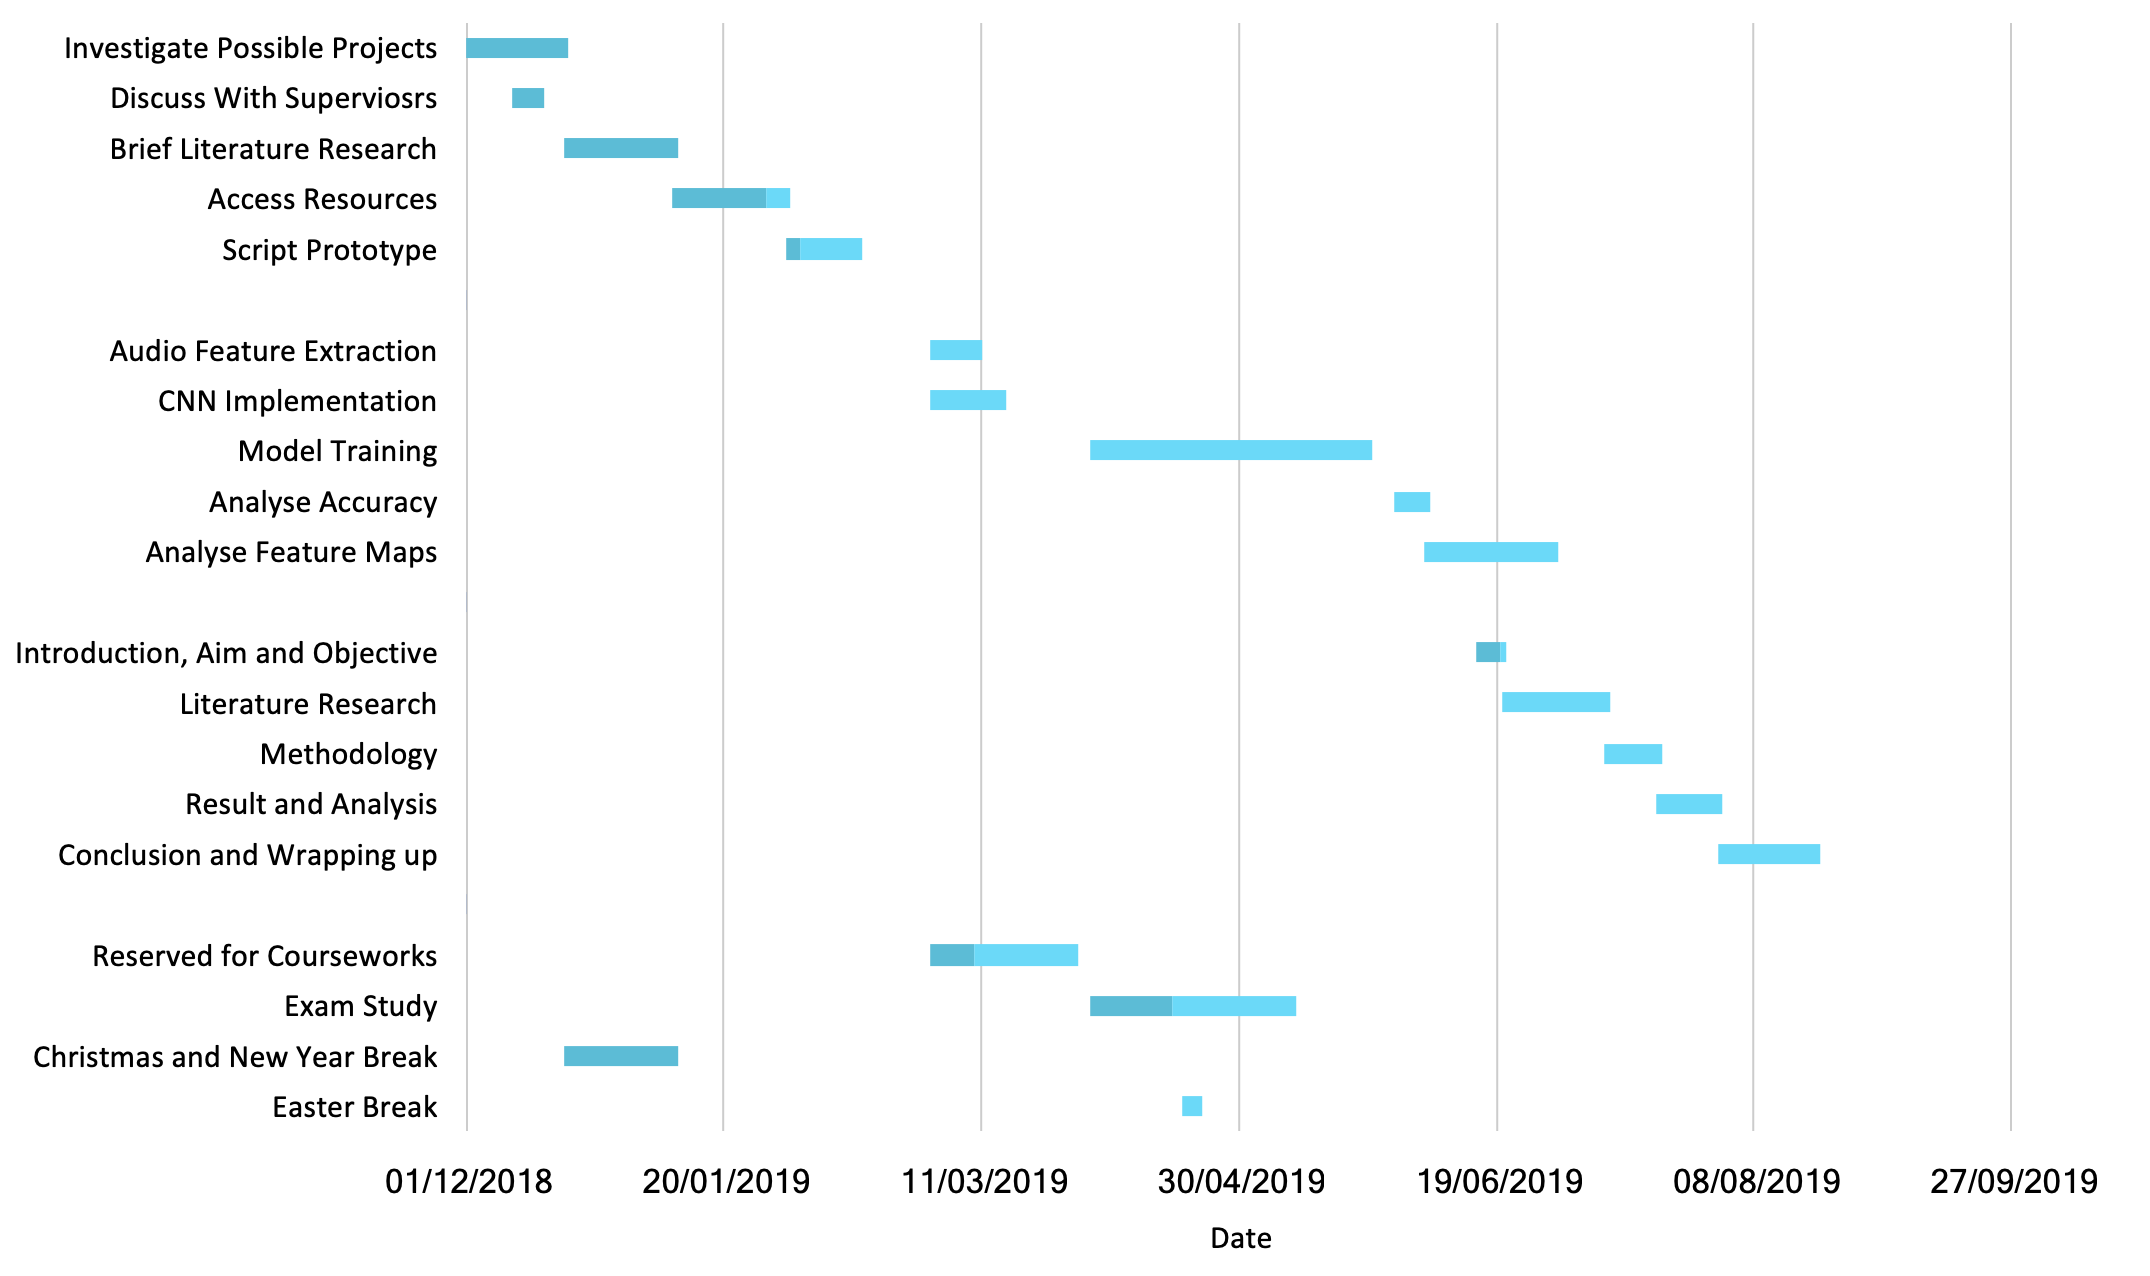 Investigate Possible Projects
Discuss With Superviosrs
Brief Literature Research
Access Resources
Script Prototype
Audio Feature Extraction
CNN Implementation
Model Training
Analyse Accuracy
Analyse Feature Maps
Introduction, Aim and Objective
Literature Research
Methodology
Result and Analysis
Conclusion and Wrapping up
Reserved for Courseworks
Exam Study
Christmas and New Year Break
Easter Break
01/12/2018 20/01/2019 11/03/2019 30/04/2019 19/06/2019 08/08/2019 27/09/2019
Date